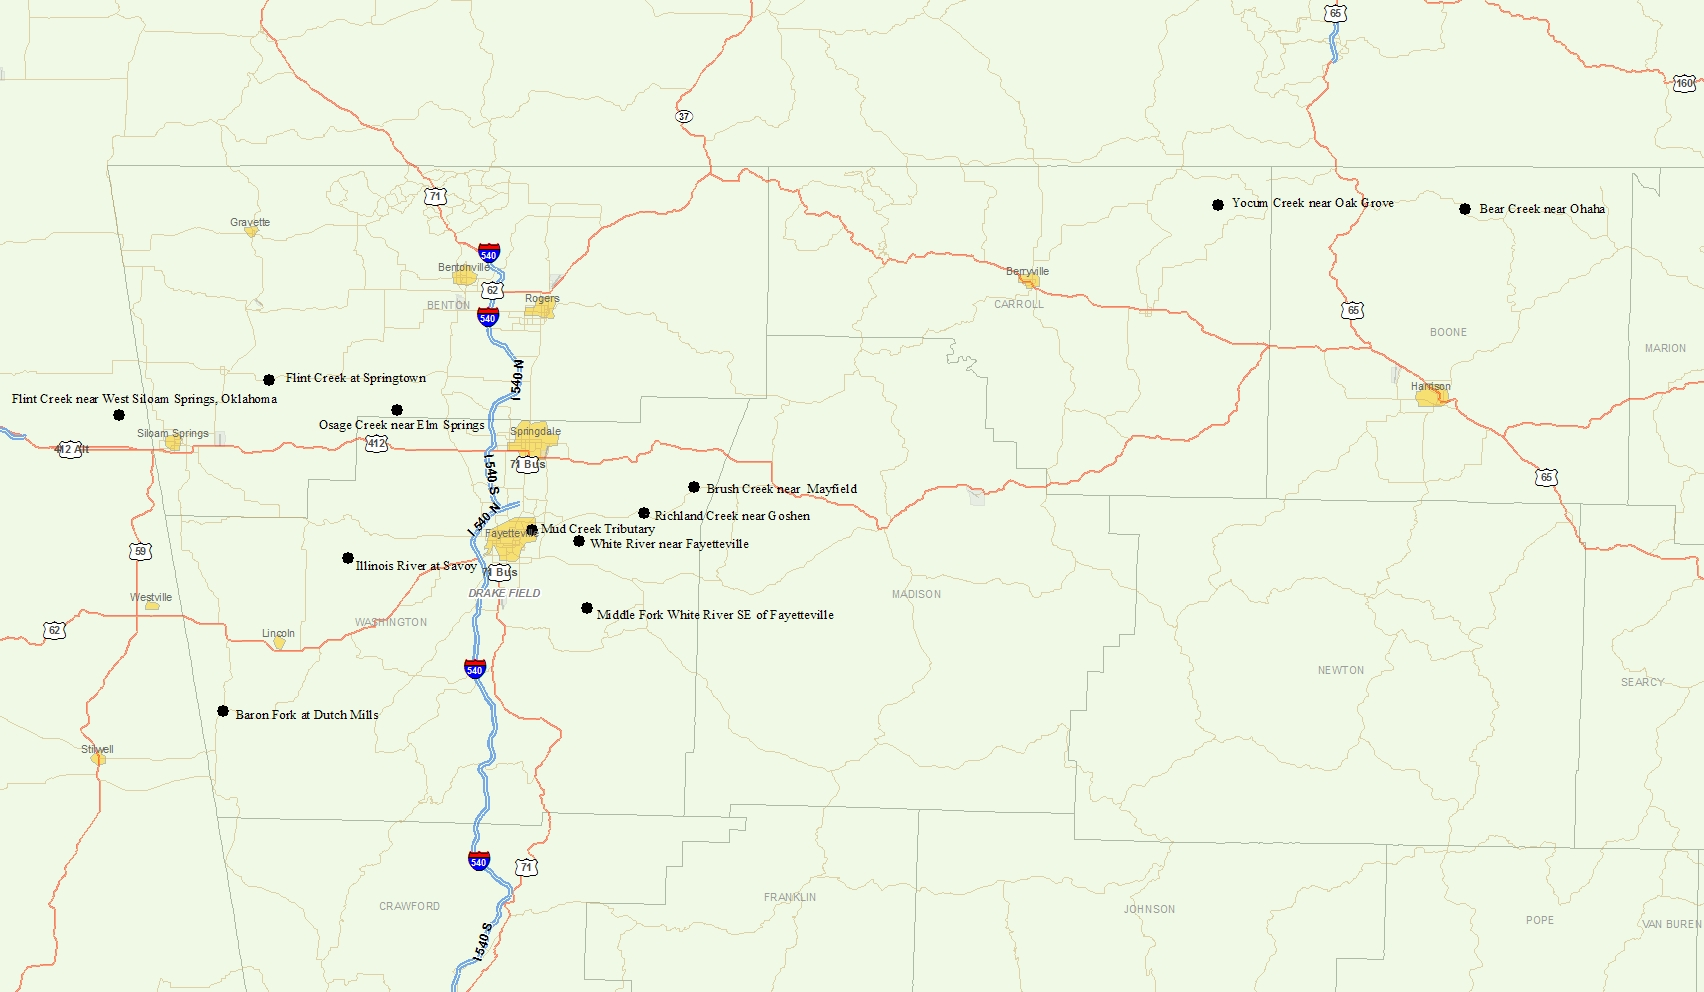 65
160
37
71
Yocum Creek near Oak Grove
Bear Creek near Ohaha
Gravette
540
Bentonville
Berryville
62
Rogers
BENTON
CARROLL
540
65
BOONE
MARION
I 540 N
Flint Creek at Springtown
Harrison
Flint Creek near West Siloam Springs, Oklahoma
Osage Creek near Elm Springs
Siloam Springs
Springdale
412 Alt
412
71 Bus
I 540 S
65
Brush Creek near Mayfield
Richland Creek near Goshen
I 540 N
Mud Creek Tributary
Fayetteville
White River near Fayetteville
59
Illinois River at Savoy
71 Bus
DRAKE FIELD
MADISON
Westville
Middle Fork White River SE of Fayetteville
WASHINGTON
62
Lincoln
540
NEWTON
SEARCY
Baron Fork at Dutch Mills
Stilwell
540
71
FRANKLIN
CRAWFORD
JOHNSON
POPE
VAN BUREN
I 540 S